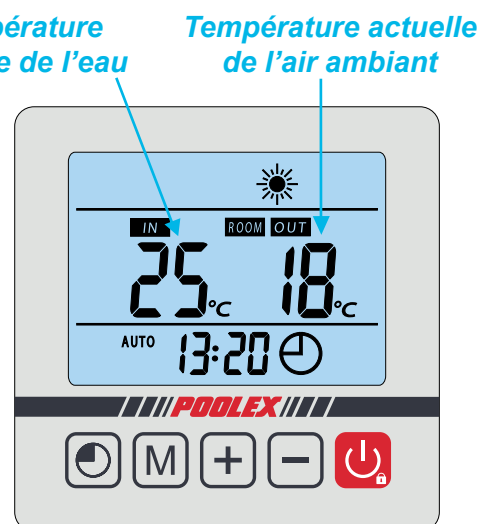 pérature
e de l'eau
Température actuelle
de l'air ambiant
IN ROOM OUT
25°C 18°C
AUTO 13:20
POOLEX
M + −